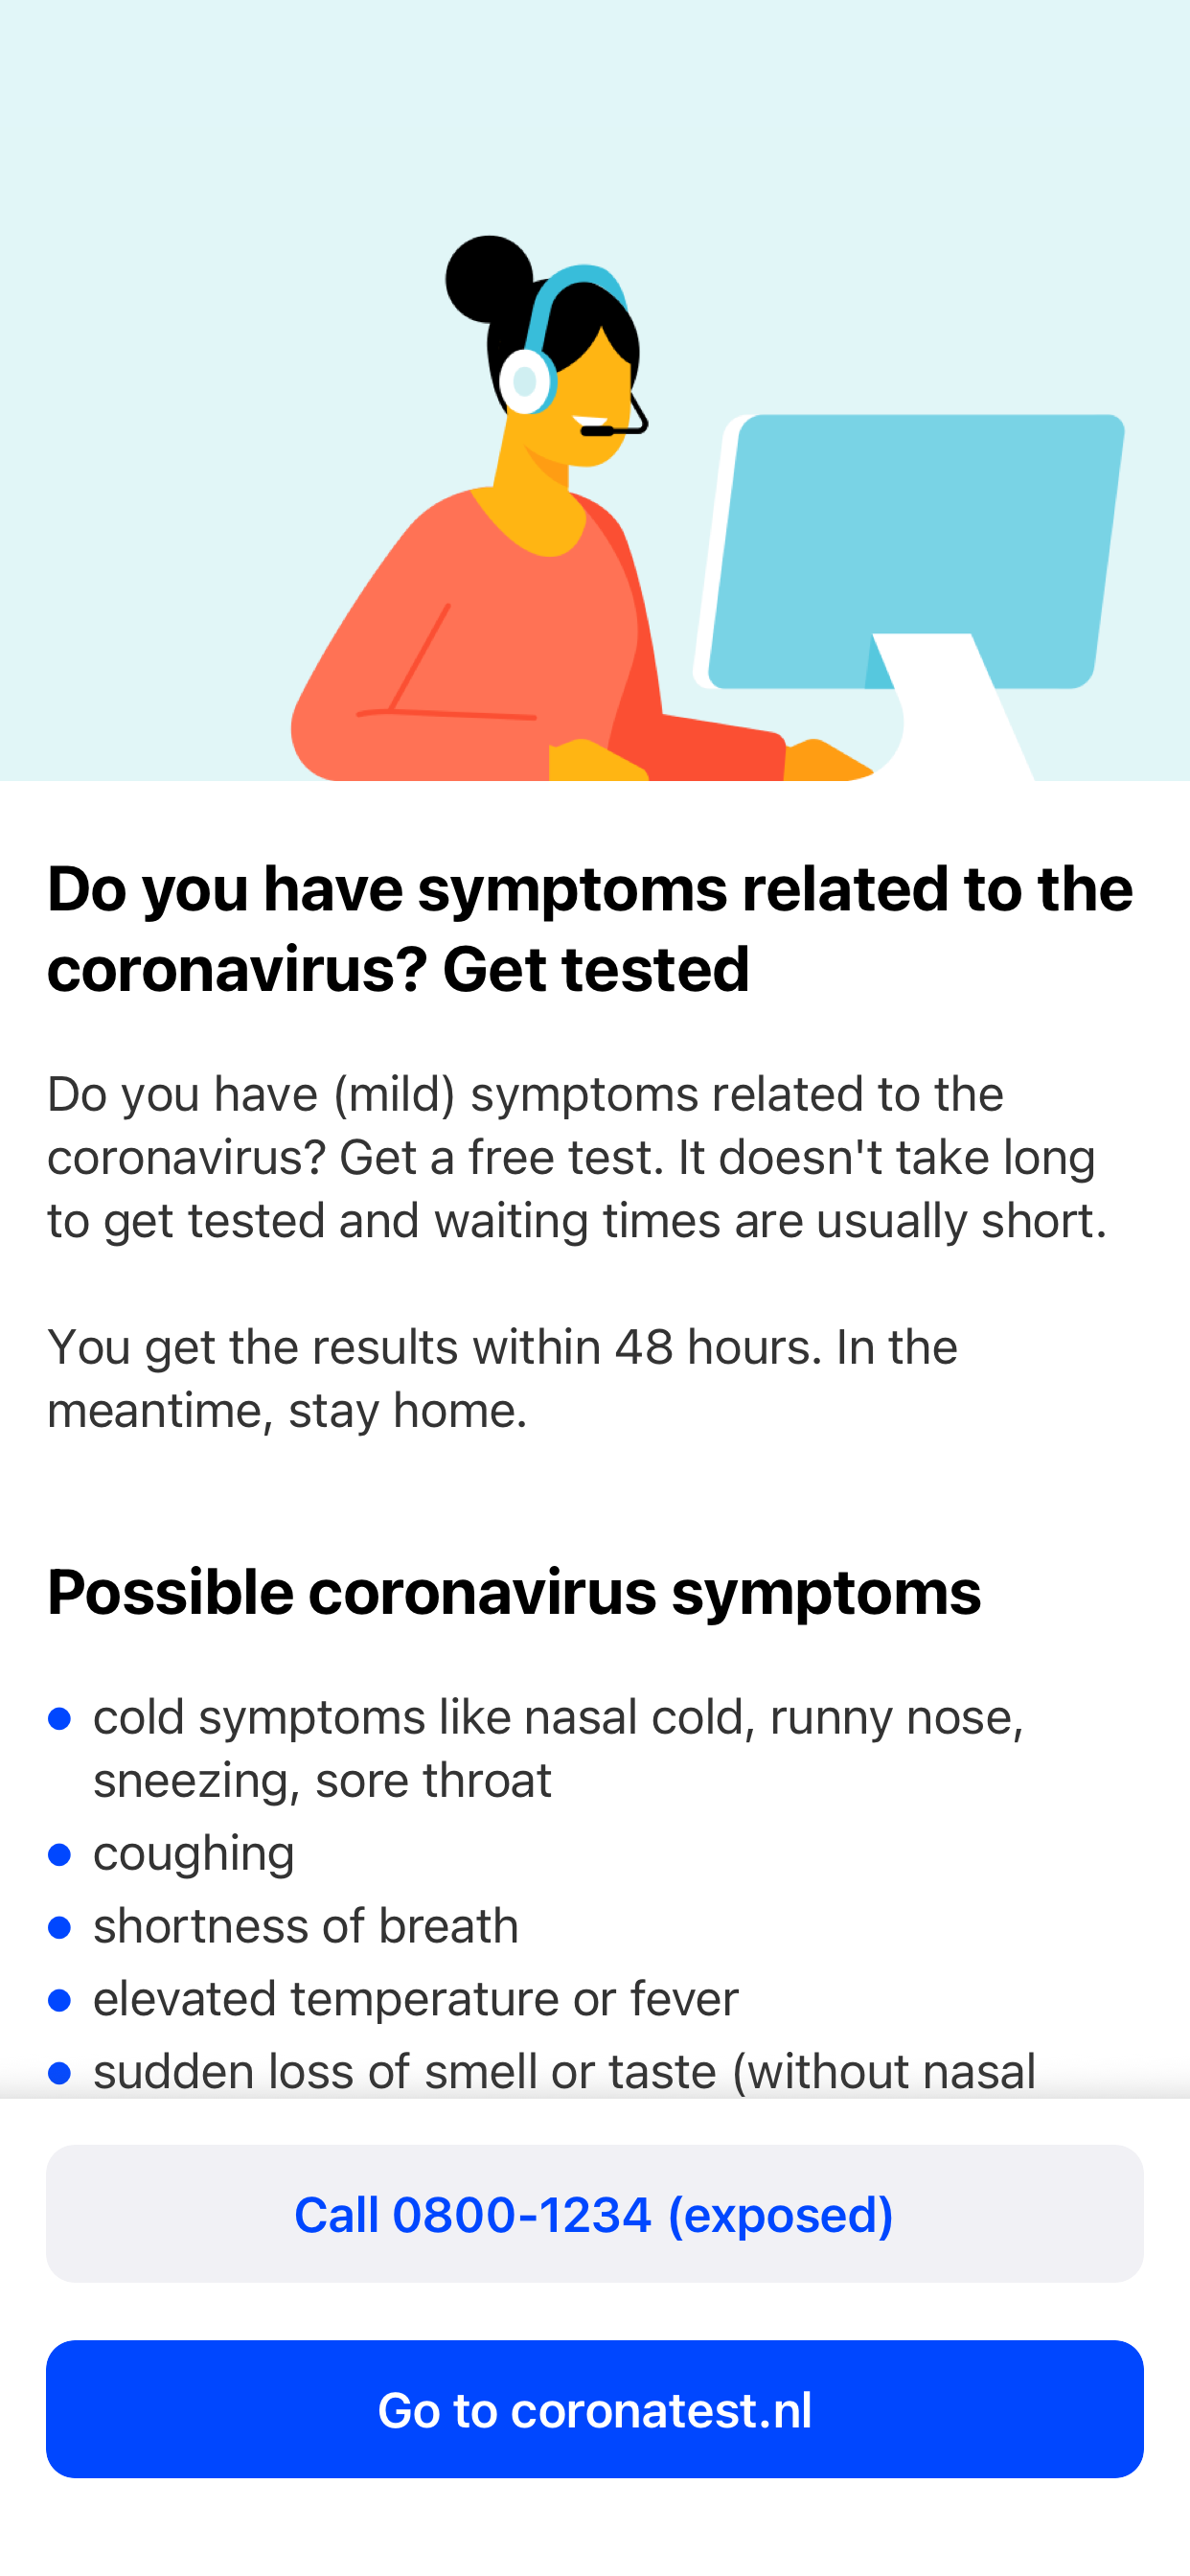 Do you have symptoms related to the
coronavirus? Get tested
Do you have (mild) symptoms related to the
coronavirus? Get a free test. It doesn't take long
to get tested and waiting times are usually short.
You get the results within 48 hours. In the
meantime, stay home.
Possible coronavirus symptoms
cold symptoms like nasal cold, runny nose,
sneezing, sore throat
coughing
shortness of breath
elevated temperature or fever
sudden loss of smell or taste (without nasal
Call 0800-1234 (exposed)
Go to coronatest.nl